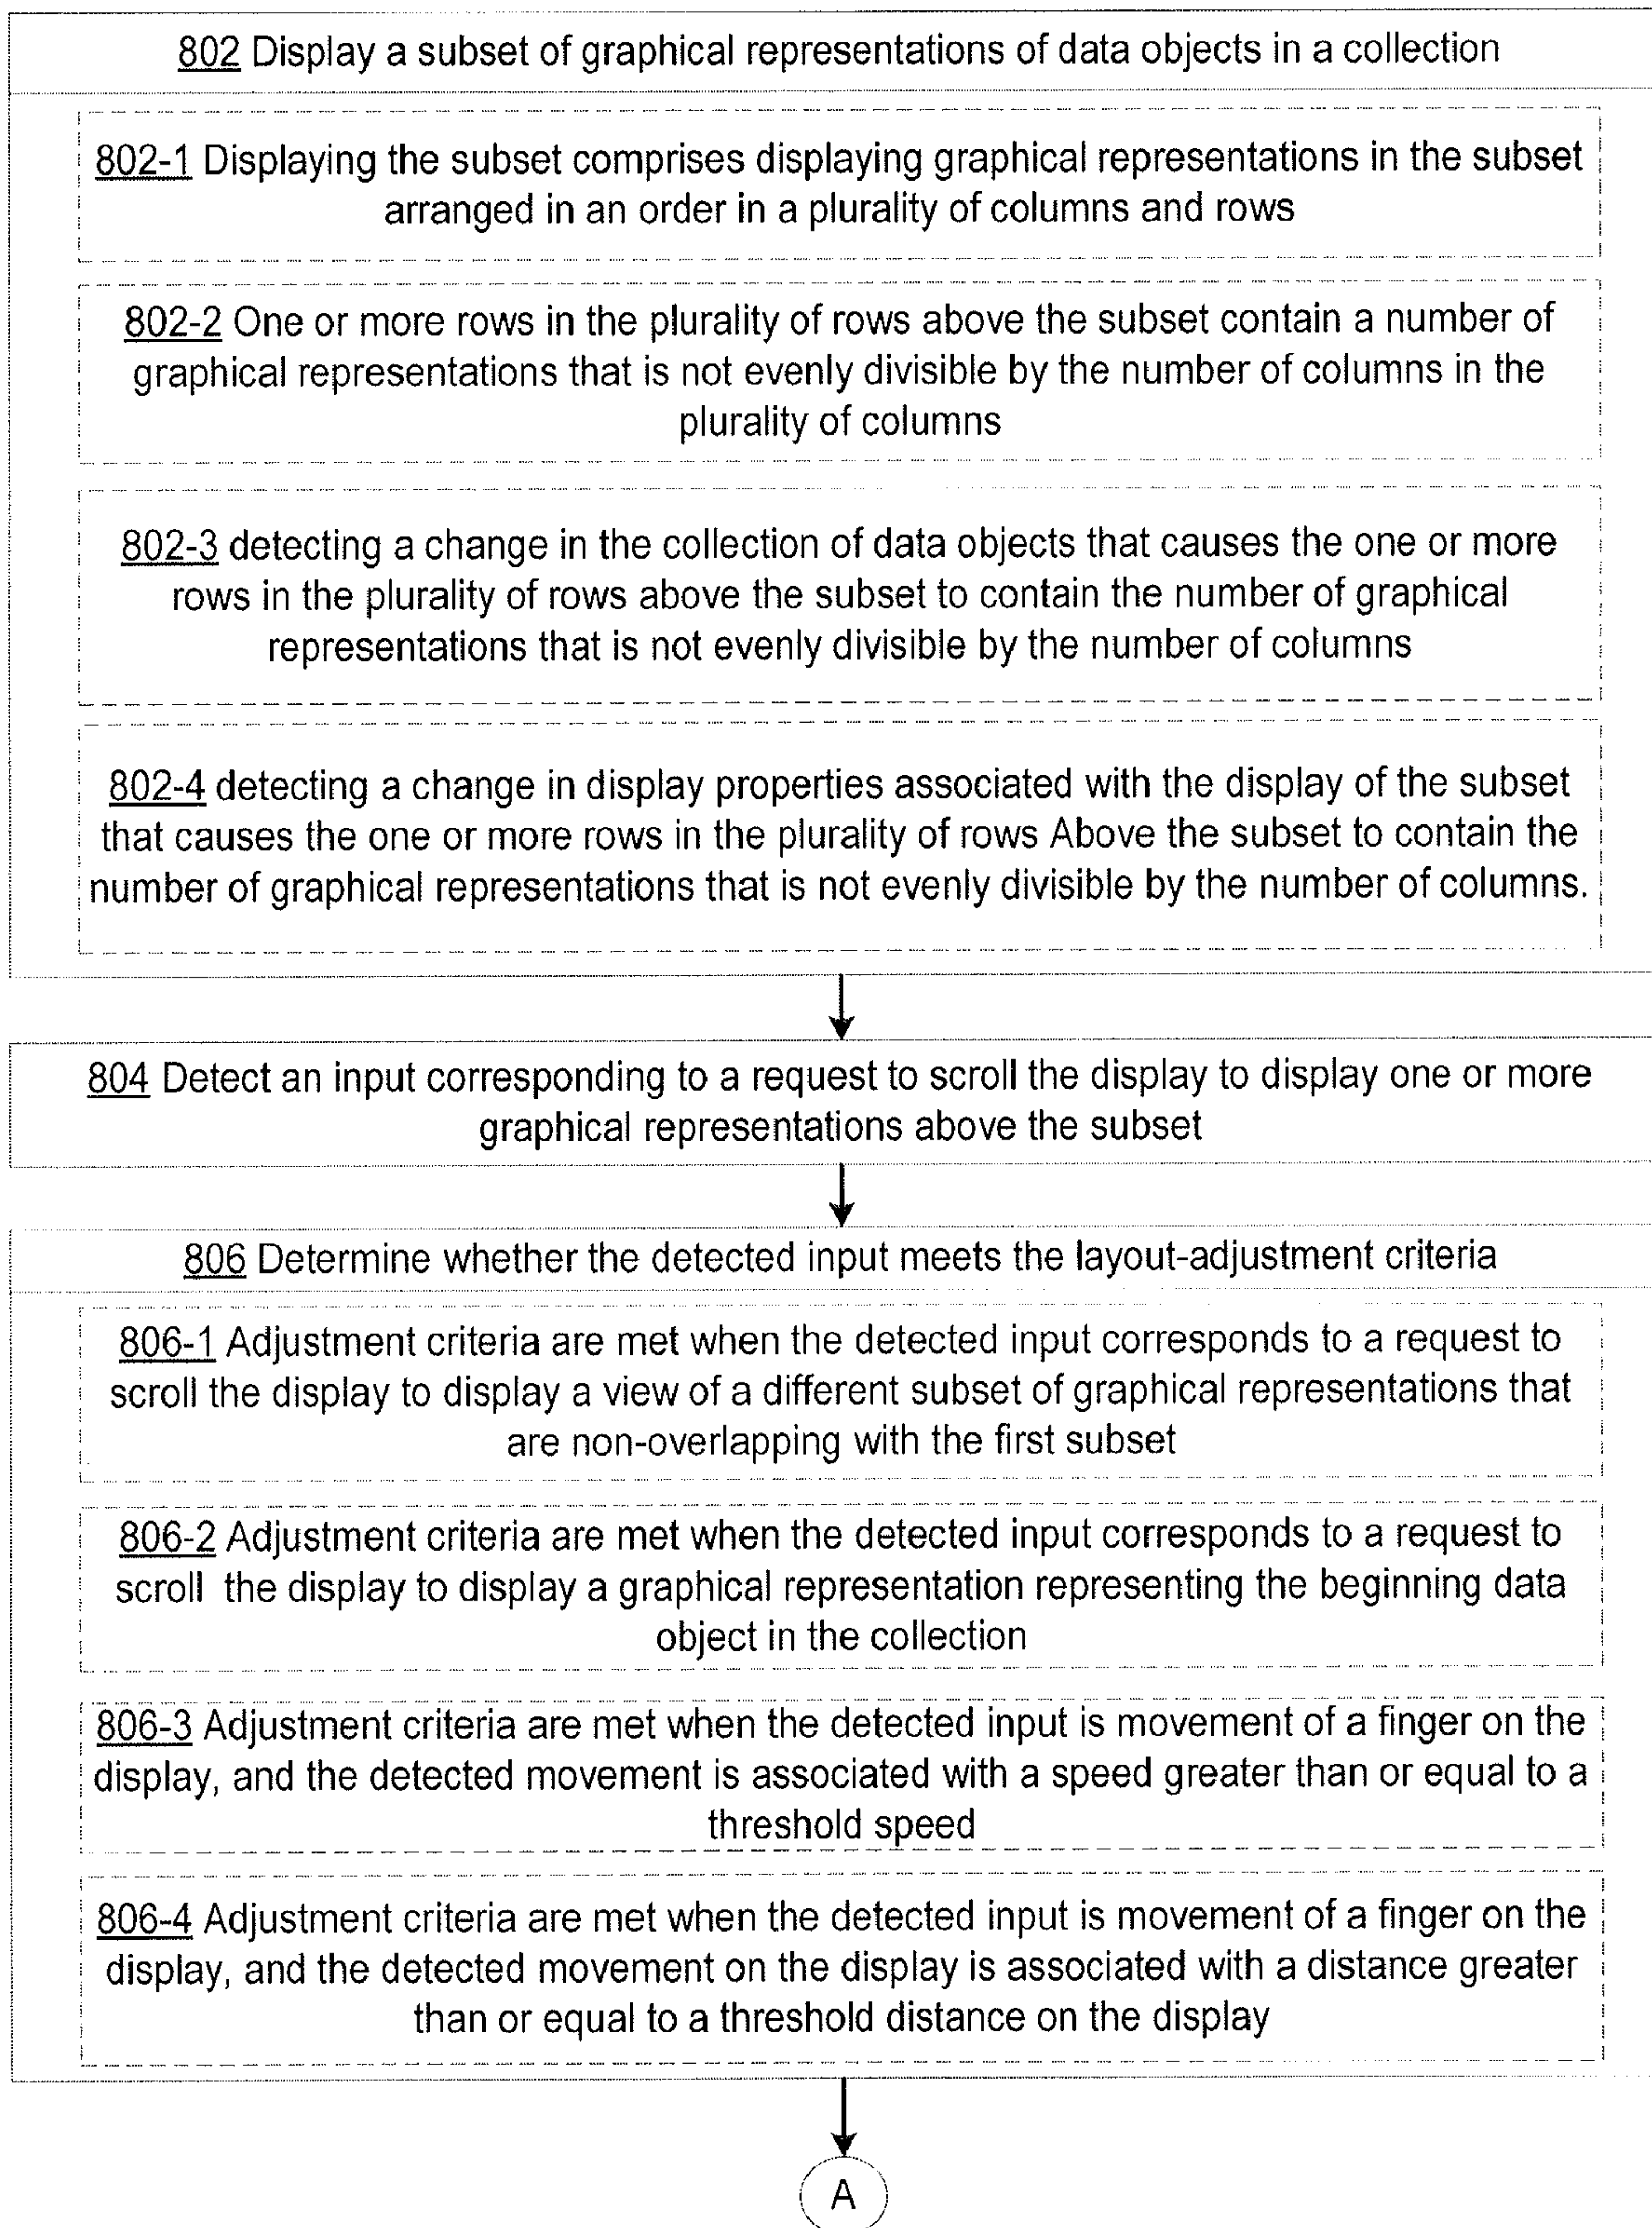 802 Display a subset of graphical representations of data objects in a collection
802-1 Displaying the subset comprises displaying graphical representations in the subset
arranged in an order in a plurality of columns and rows
802-2 One or more rows in the plurality of rows above the subset contain a number of
graphical representations that is not evenly divisible by the number of columns in the
plurality of columns
802-3 detecting a change in the collection of data objects that causes the one or more
rows in the plurality of rows above the subset to contain the number of graphical
representations that is not evenly divisible by the number of columns
802-4 detecting a change in display properties associated with the display of the subset
that causes the one or more rows in the plurality of rows Above the subset to contain the
number of graphical representations that is not evenly divisible by the number of columns.
804 Detect an input corresponding to a request to scroll the display to display one or more
graphical representations above the subset
806 Determine whether the detected input meets the layout-adjustment criteria
806-1 Adjustment criteria are met when the detected input corresponds to a request to
scroll the display to display a view of a different subset of graphical representations that
are non-overlapping with the first subset
806-2 Adjustment criteria are met when the detected input corresponds to a request to
scroll the display to display a graphical representation representing the beginning data
object in the collection
806-3 Adjustment criteria are met when the detected input is movement of a finger on the
display, and the detected movement is associated with a speed greater than or equal to a
threshold speed
806-4 Adjustment criteria are met when the detected input is movement of a finger on the
display, and the detected movement on the display is associated with a distance greater
than or equal to a threshold distance on the display
A